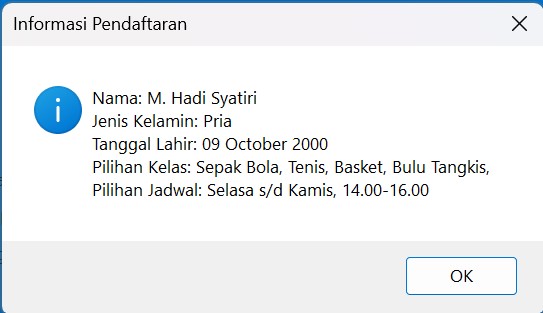 Informasi Pendaftaran
Nama: M. Hadi Syatiri
Jenis Kelamin: Pria
Tanggal Lahir: 09 October 2000
Pilihan Kelas: Sepak Bola, Tenis, Basket, Bulu Tangkis,
Pilihan Jadwal: Selasa s/d Kamis, 14.00-16.00
OK